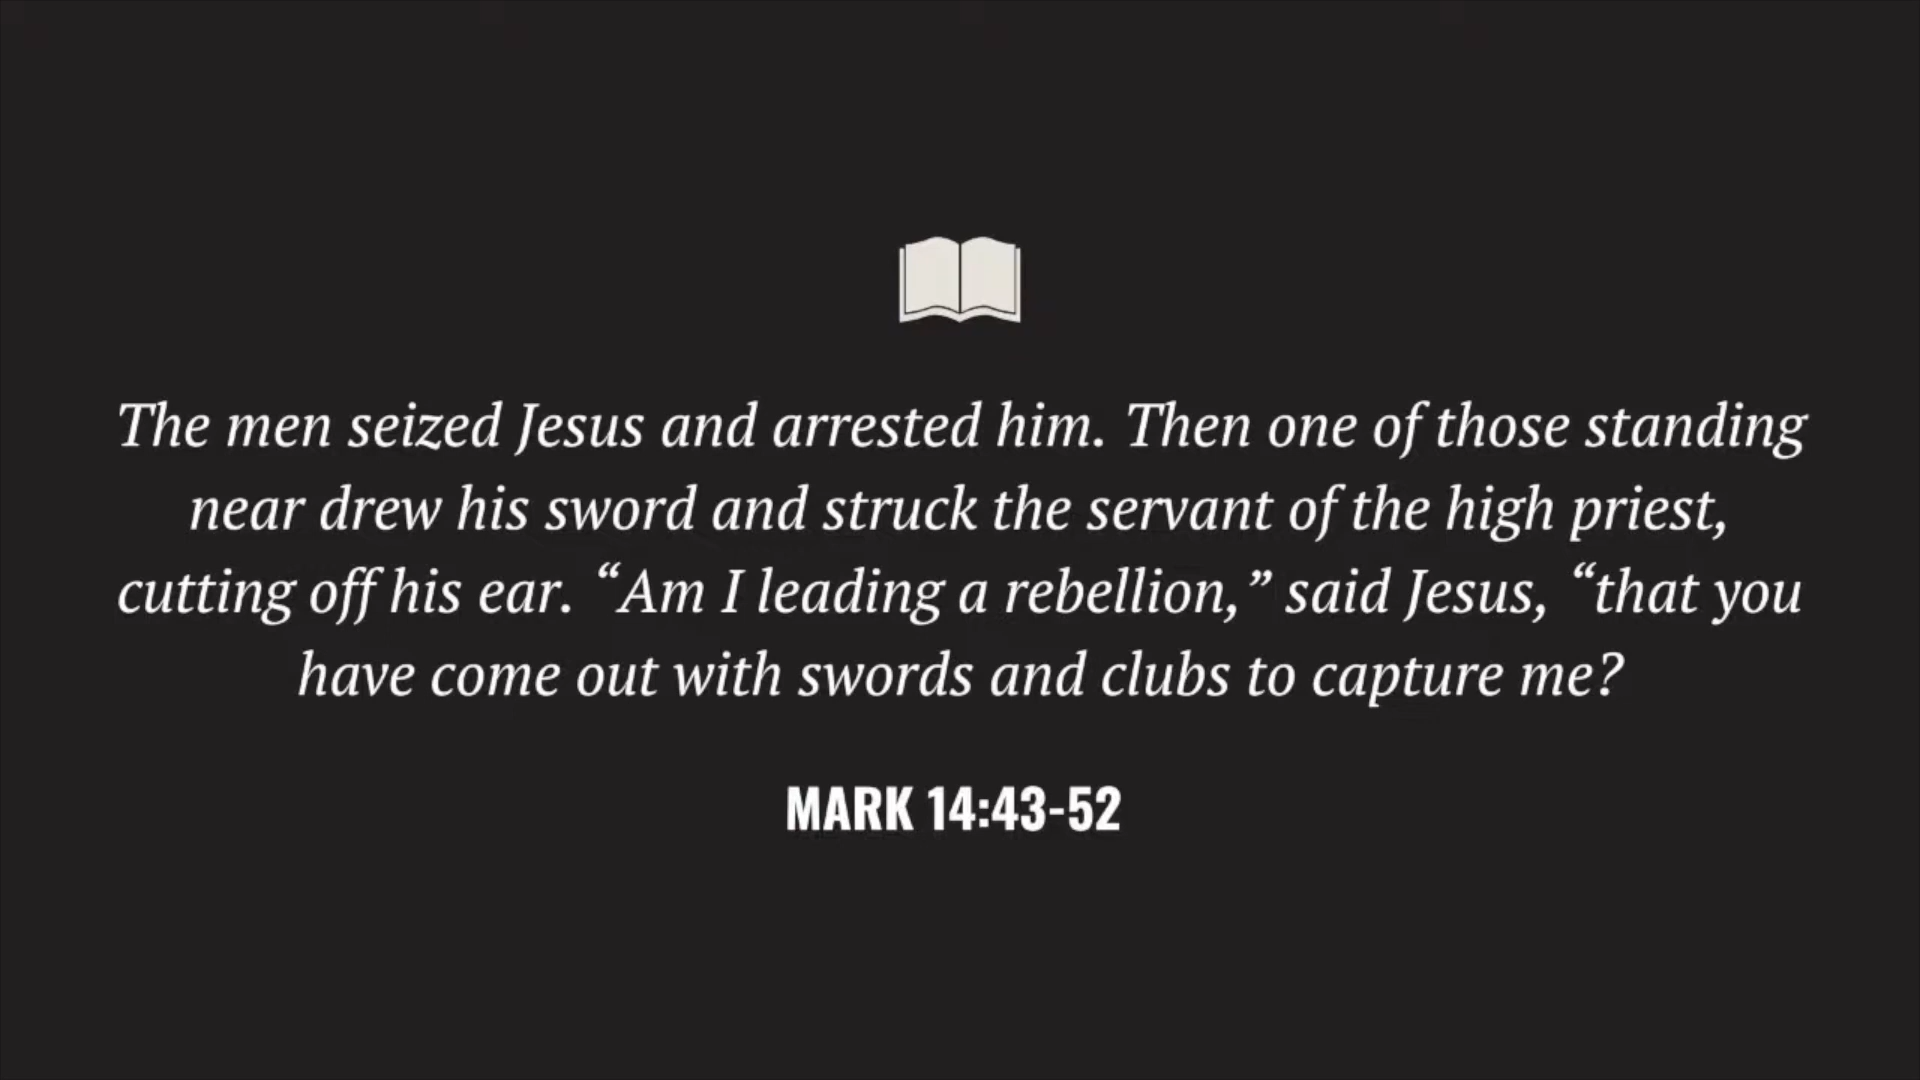 The men seized Jesus and arrested him. Then one of those standing
near drew his sword and struck the servant of the high priest,
cutting off his ear. “Am I leading a rebellion,” said Jesus, “that you
have come out with swords and clubs to capture me?
MARK 14:43-52